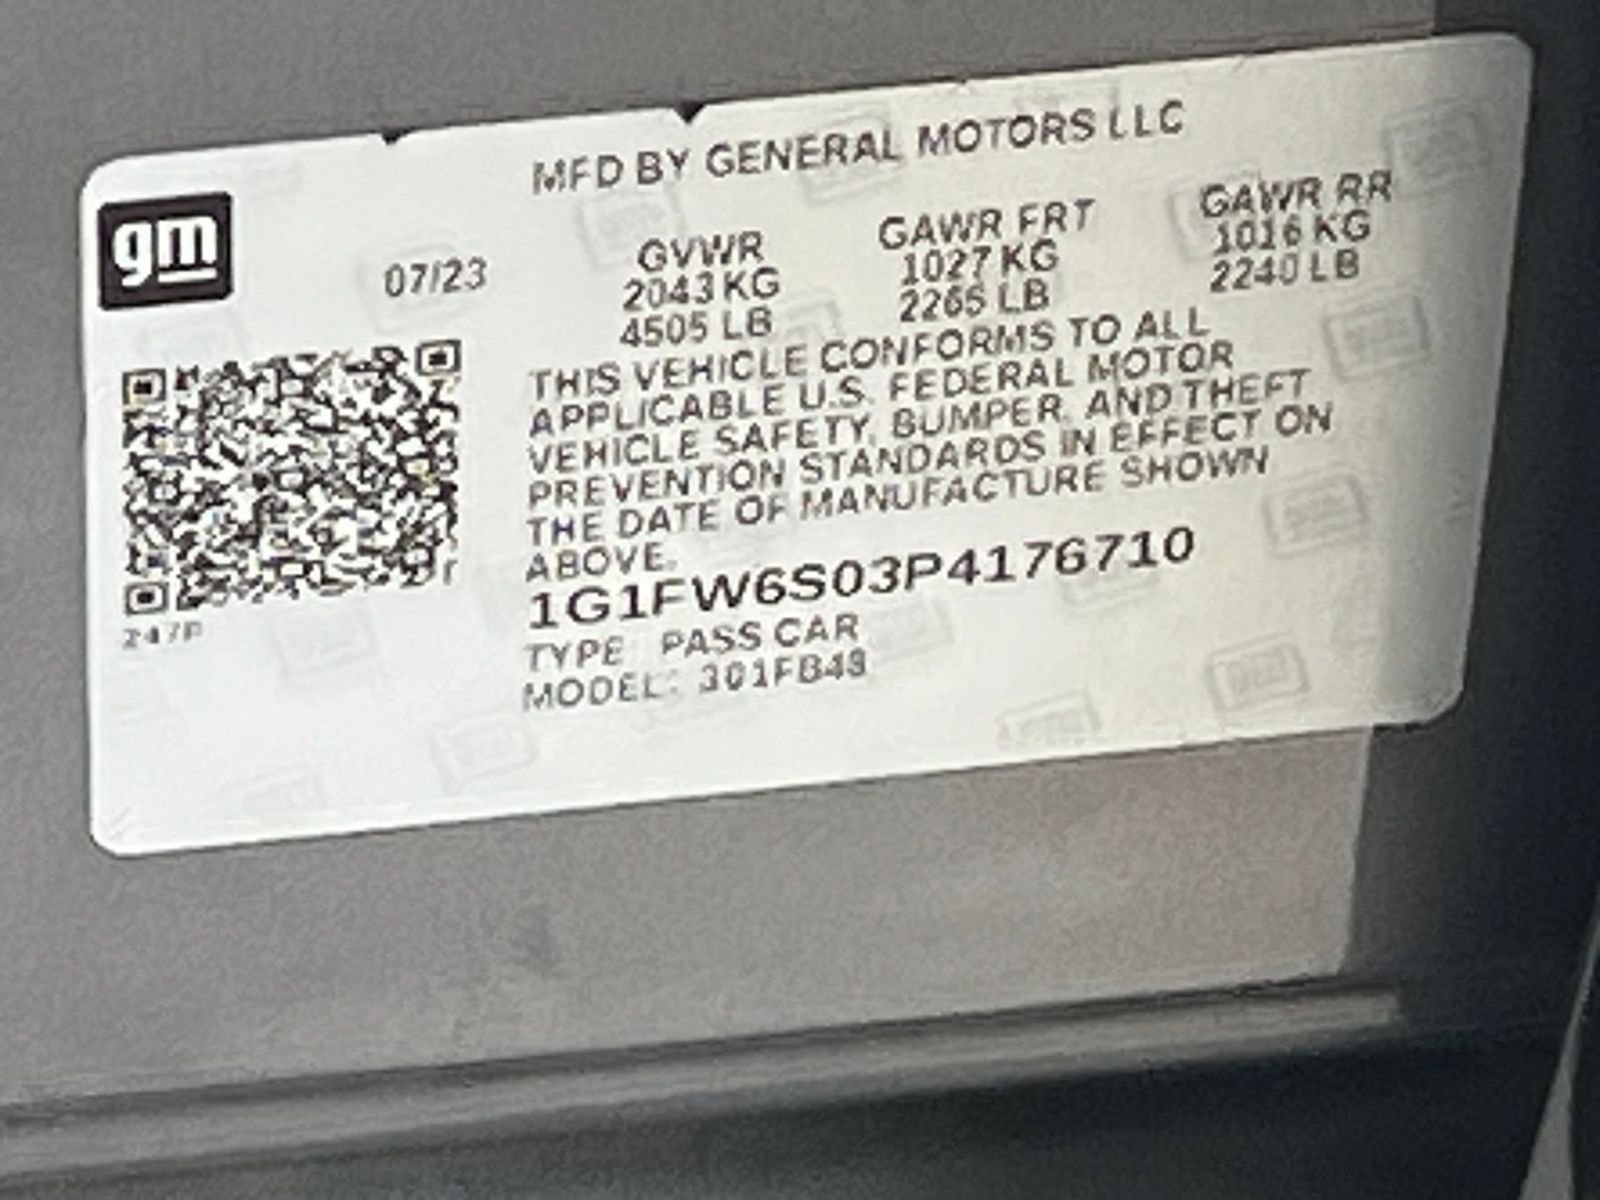 MFD BY GENERAL MOTORS LLC
gm
07/23
GVWR
2043 KG
4505 LB
GAWR FRT
1027 KG
2265 LB
GAWR RR
1016 KG
2240 LB
THIS VEHICLE CONFORMS TO ALL
APPLICABLE U.S. FEDERAL MOTOR
VEHICLE SAFETY, BUMPER, AND THEFT
PREVENTION STANDARDS IN EFFECT ON
THE DATE OF MANUFACTURE SHOWN
ABOVE.
1G1FW6S03P4176710
TYPE: PASS CAR
MODEL: 301FB48
247P